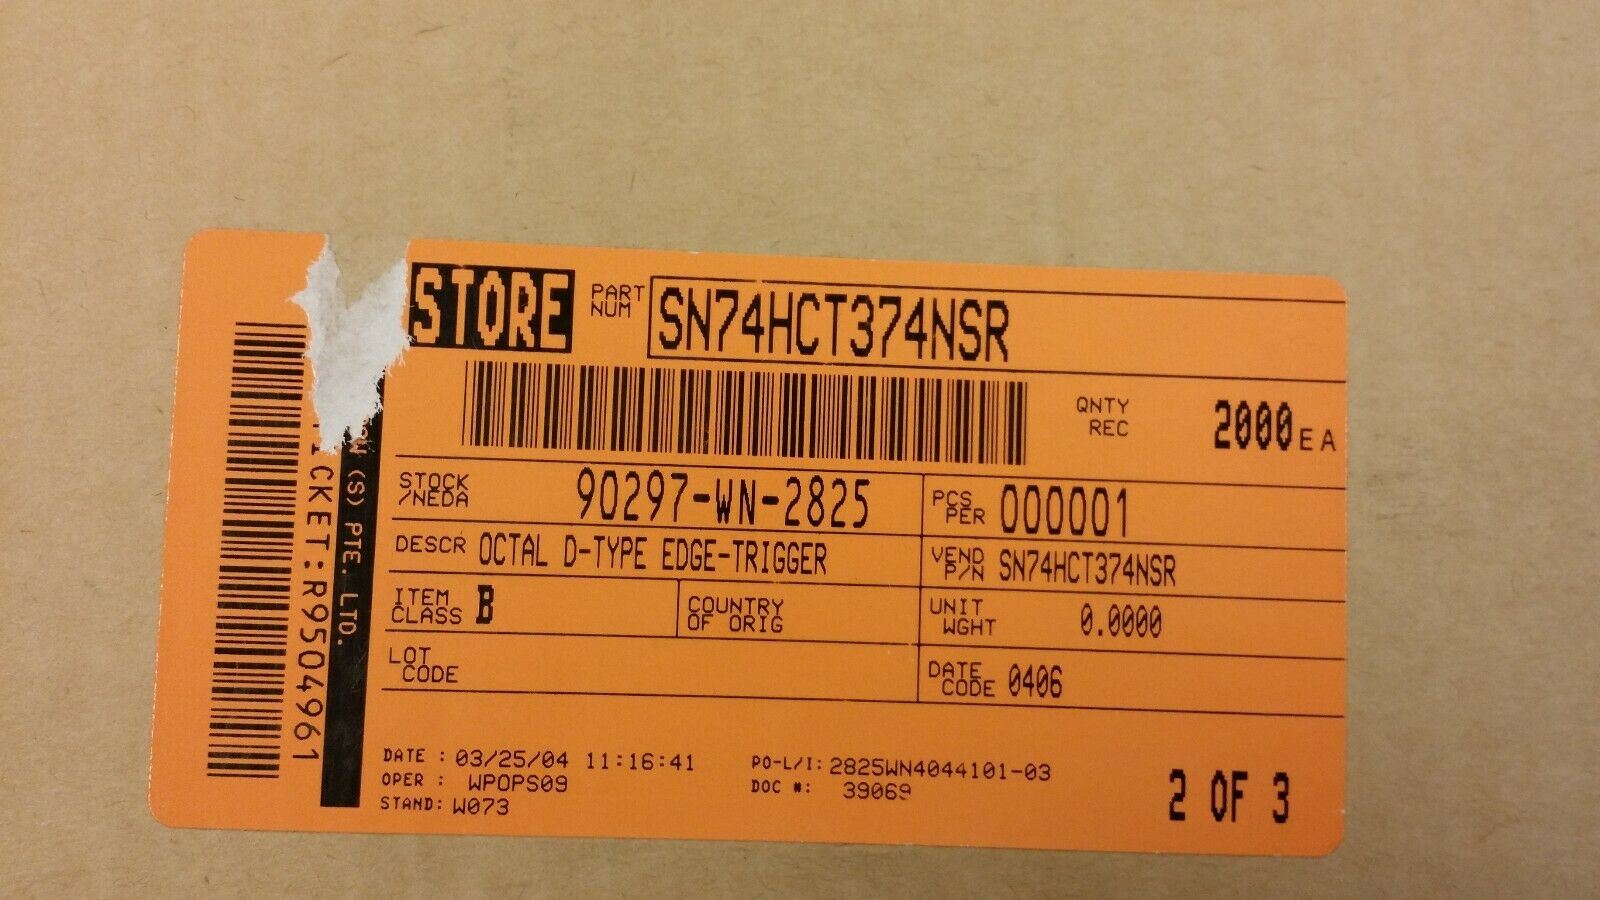 STORE PART NUM SN74HCT374NSR
QNTY REC 2000 EA
STOCK /NEDA 90297-WN-2825
PCS PER 000001
DESCR OCTAL D-TYPE EDGE-TRIGGER
VEND P/N SN74HCT374NSR
ITEM CLASS B
COUNTRY OF ORIG
UNIT WGHT 0.0000
LOT CODE
DATE CODE 0406
DATE : 03/25/04 11:16:41
OPER : WPOPS09
STAND: W073
PO-L/I: 2825WN4044101-03
DOC #: 39069
2 OF 3
(S) PTE. LTD.
ICKET:R9504961